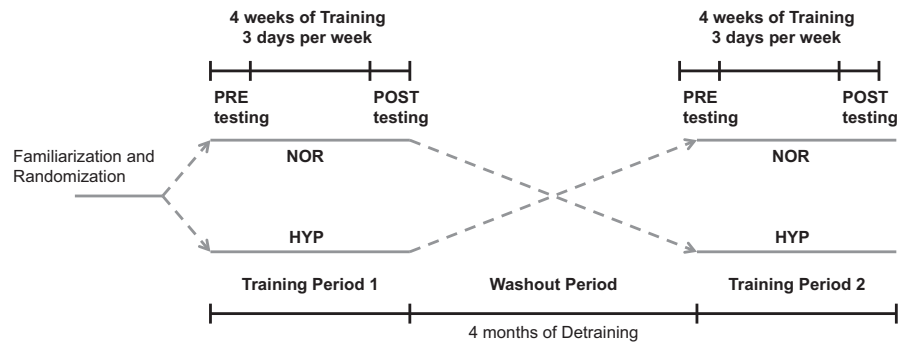 4 weeks of Training
3 days per week
4 weeks of Training
3 days per week
PRE
testing
POST
testing
PRE
testing
POST
testing
Familiarization and
Randomization
NOR
NOR
HYP
HYP
Training Period 1
Washout Period
Training Period 2
4 months of Detraining